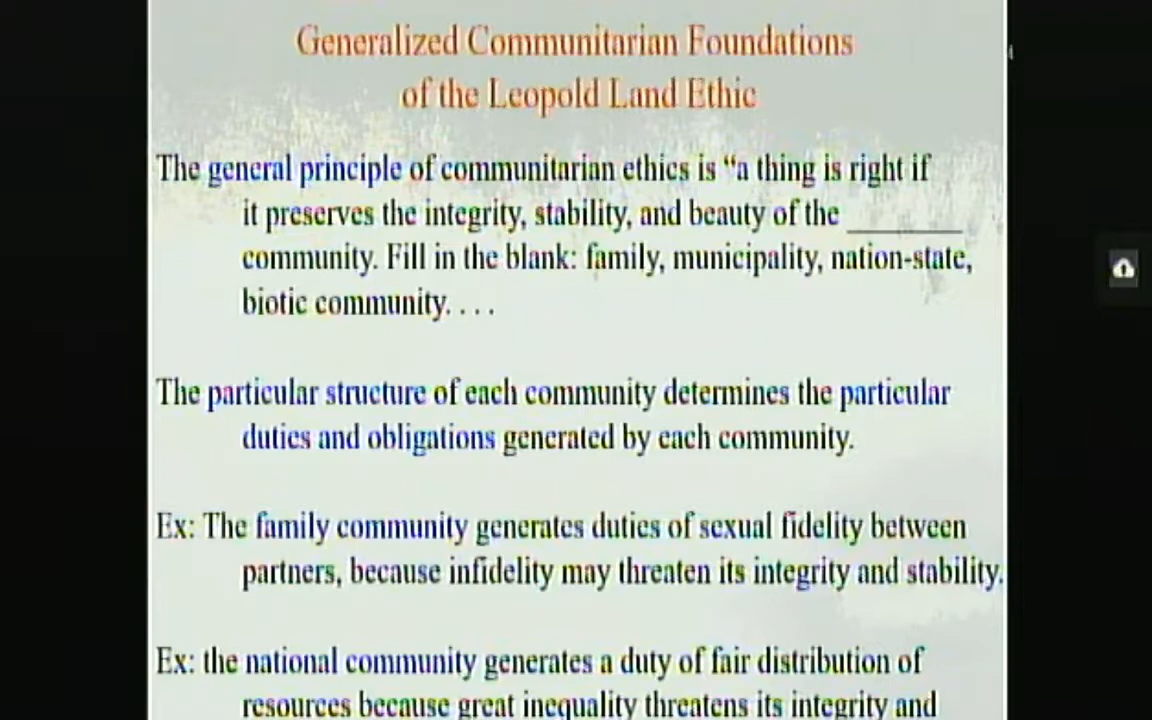 Generalized Communitarian Foundations
of the Leopold Land Ethic
The general principle of communitarian ethics is “a thing is right if
it preserves the integrity, stability, and beauty of the ________
community. Fill in the blank: family, municipality, nation-state,
biotic community. . . .
The particular structure of each community determines the particular
duties and obligations generated by each community.
Ex: The family community generates duties of sexual fidelity between
partners, because infidelity may threaten its integrity and stability.
Ex: the national community generates a duty of fair distribution of
resources because great inequality threatens its integrity and